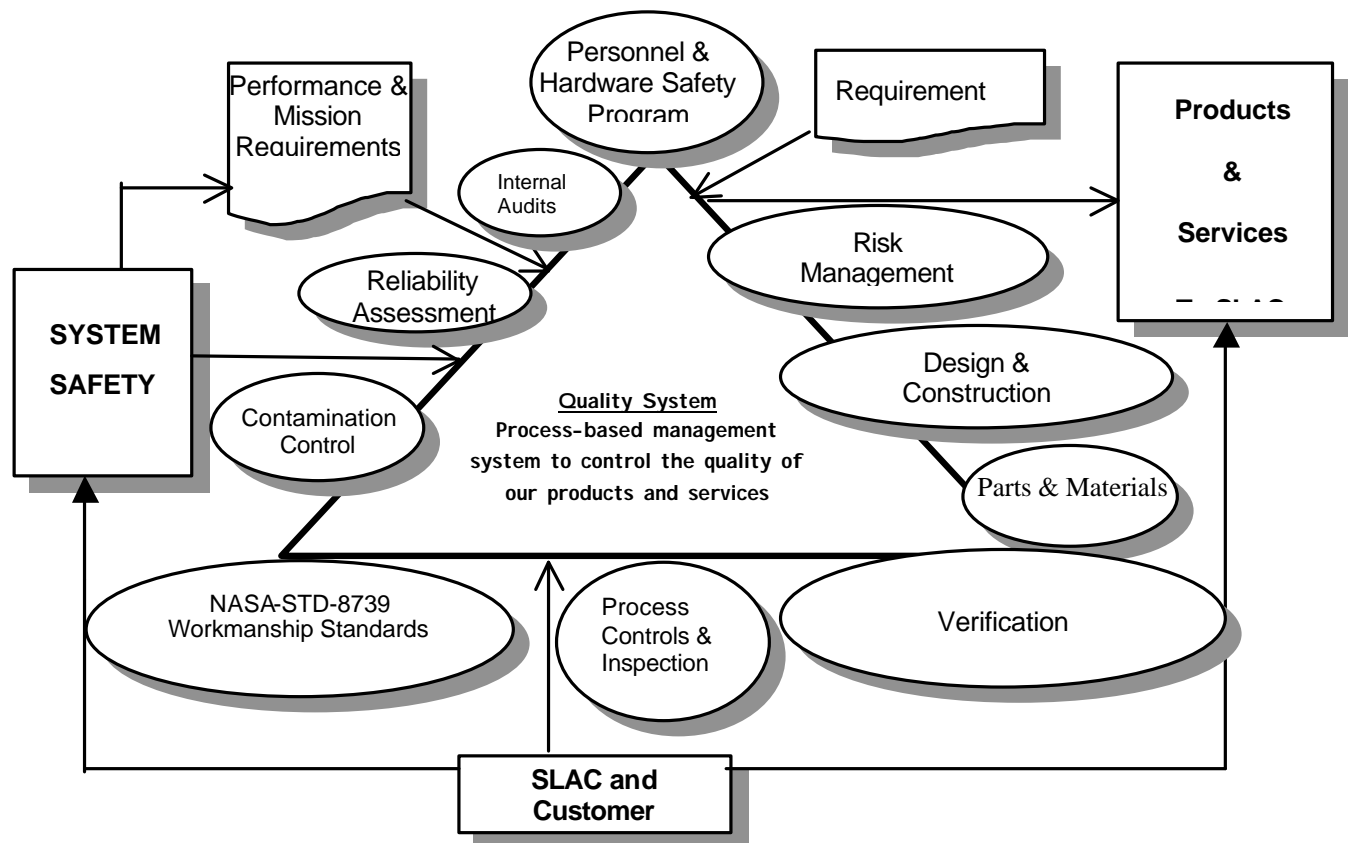 Personnel &
Hardware Safety
Program
Performance &
Mission
Requirements
Requirement
Products
&
Services
To SLAC
Internal
Audits
Risk
Management
Reliability
Assessment
SYSTEM
SAFETY
Design &
Construction
Contamination
Control
Quality System
Process-based management
system to control the quality of
our products and services
Parts & Materials
NASA-STD-8739
Workmanship Standards
Process
Controls &
Inspection
Verification
SLAC and
Customer